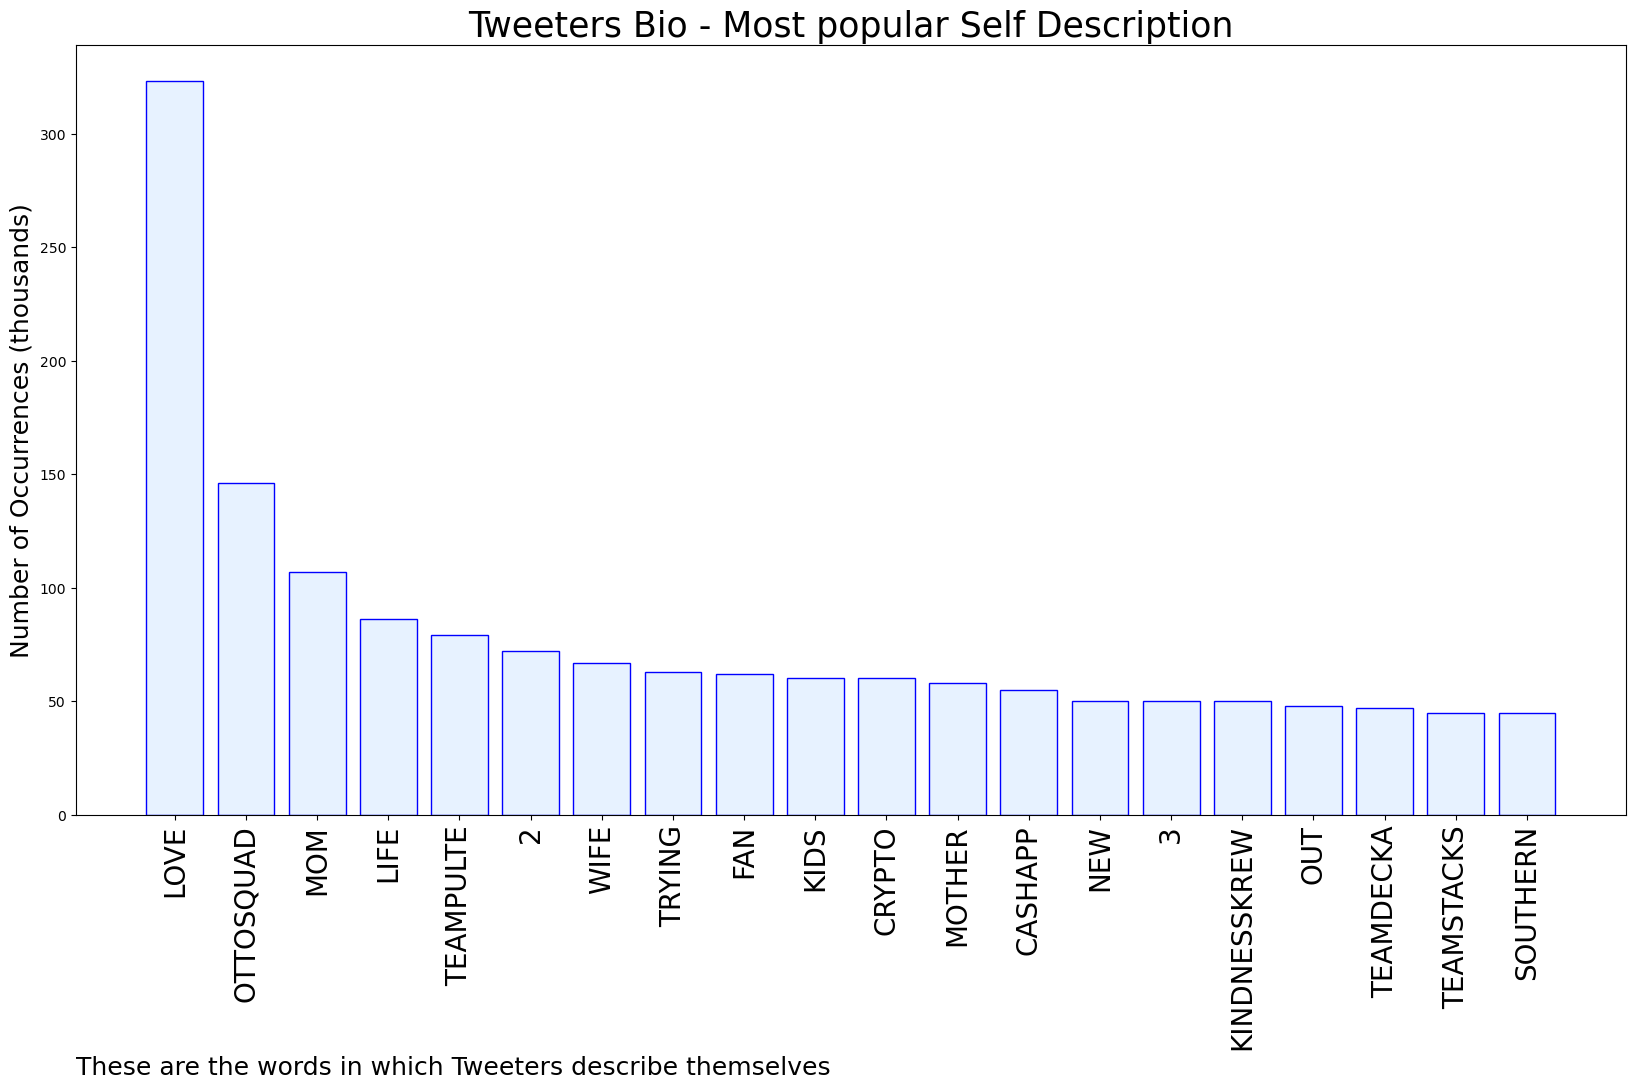 Tweeters Bio - Most popular Self Description
Number of Occurrences (thousands)
300
250
200
150
100
50
0
LOVE
OTTOSQUAD
MOM
LIFE
TEAMPULTE
2
WIFE
TRYING
FAN
KIDS
CRYPTO
MOTHER
CASHAPP
NEW
3
KINDNESSKREW
OUT
TEAMDECKA
TEAMSTACKS
SOUTHERN
These are the words in which Tweeters describe themselves